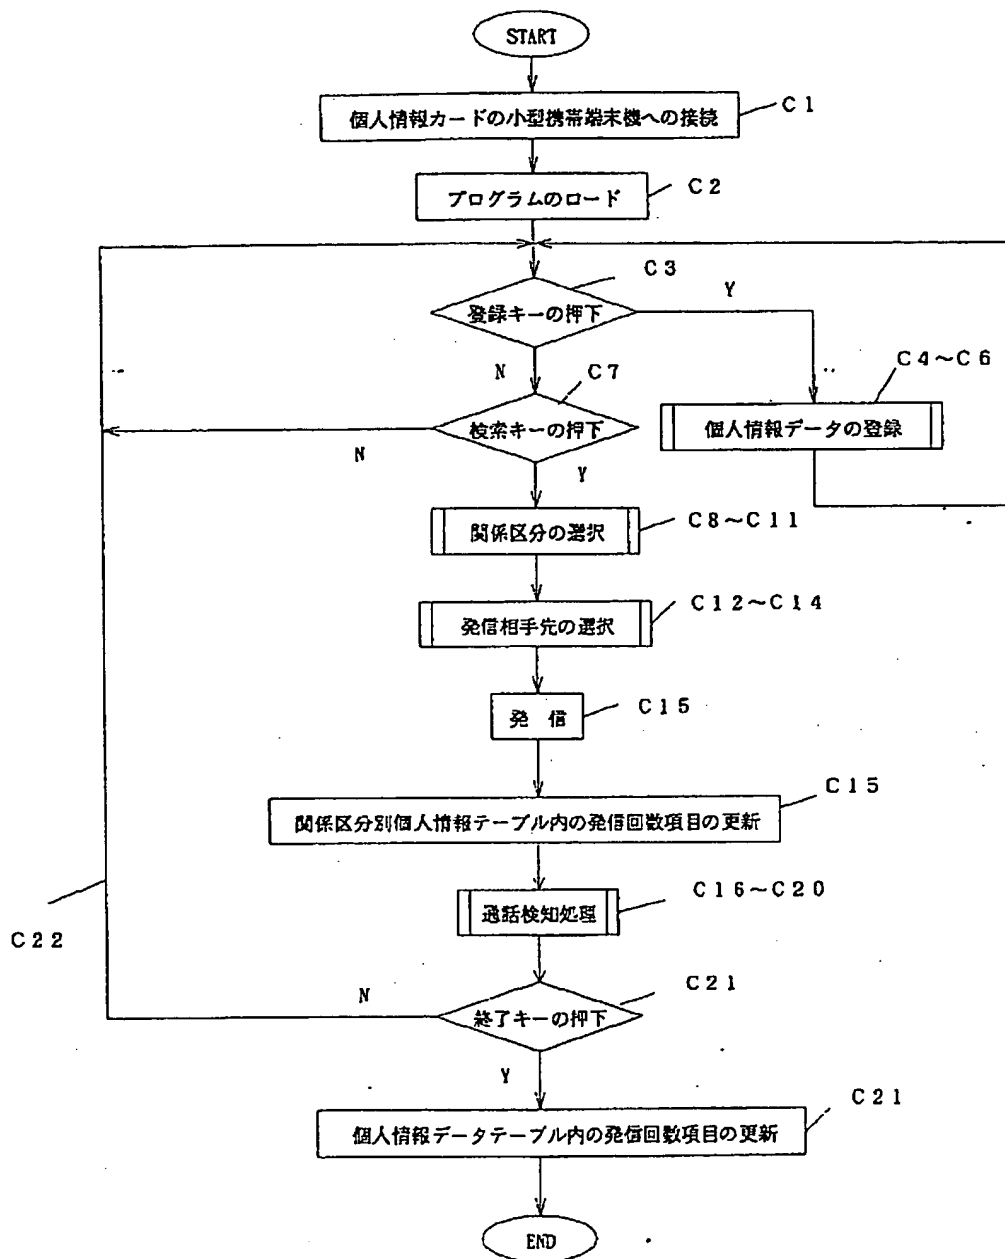 START
個人情報カードの小型携帯端末機への接続
C1
プログラムのロード
C2
C3
登録キーの押下
Y
N
C7
C4～C6
検索キーの押下
個人情報データの登録
N
Y
関係区分の選択
C8～C11
発信相手先の選択
C12～C14
発 信
C15
C15
関係区分別個人情報テーブル内の発信回数項目の更新
通話検知処理
C16～C20
C22
N
C21
終了キーの押下
Y
C21
個人情報データテーブル内の発信回数項目の更新
END